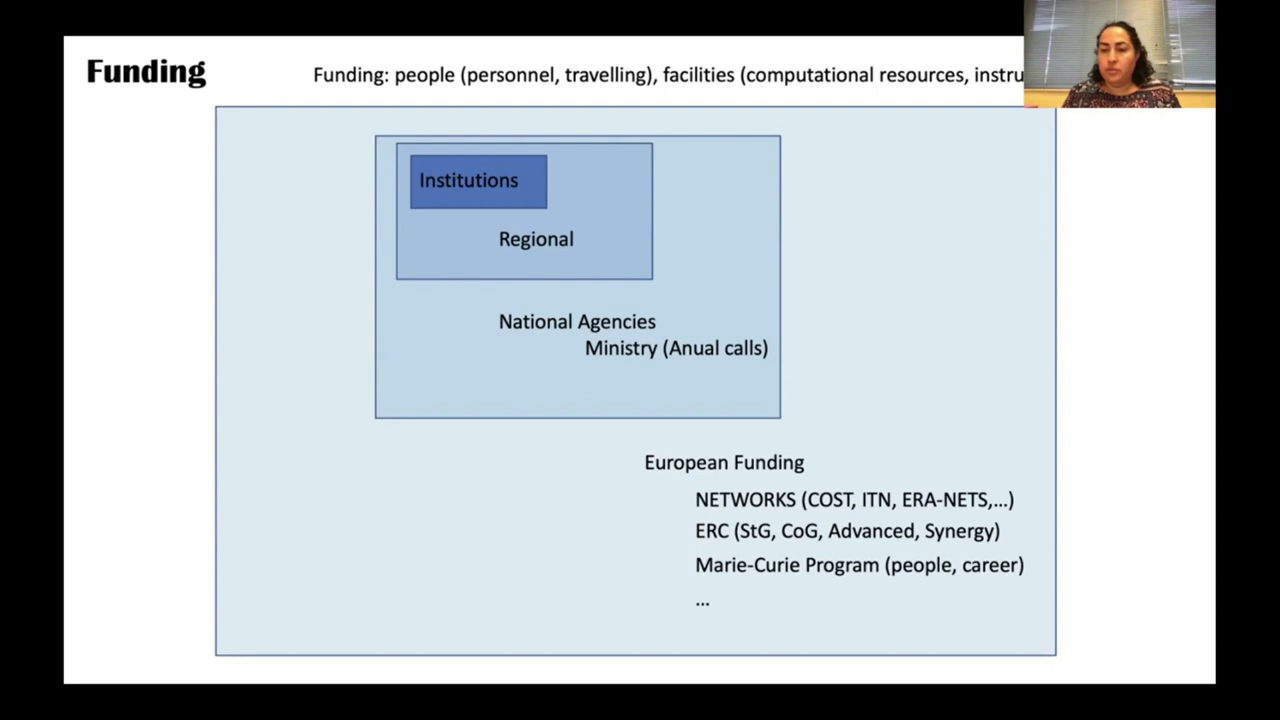 Funding
Funding: people (personnel, travelling), facilities (computational resources,
Institutions
Regional
National Agencies
Ministry (Anual calls)
European Funding
NETWORKS (COST, ITN, ERA-NETS,...)
ERC (StG, CoG, Advanced, Synergy)
Marie-Curie Program (people, career)
...